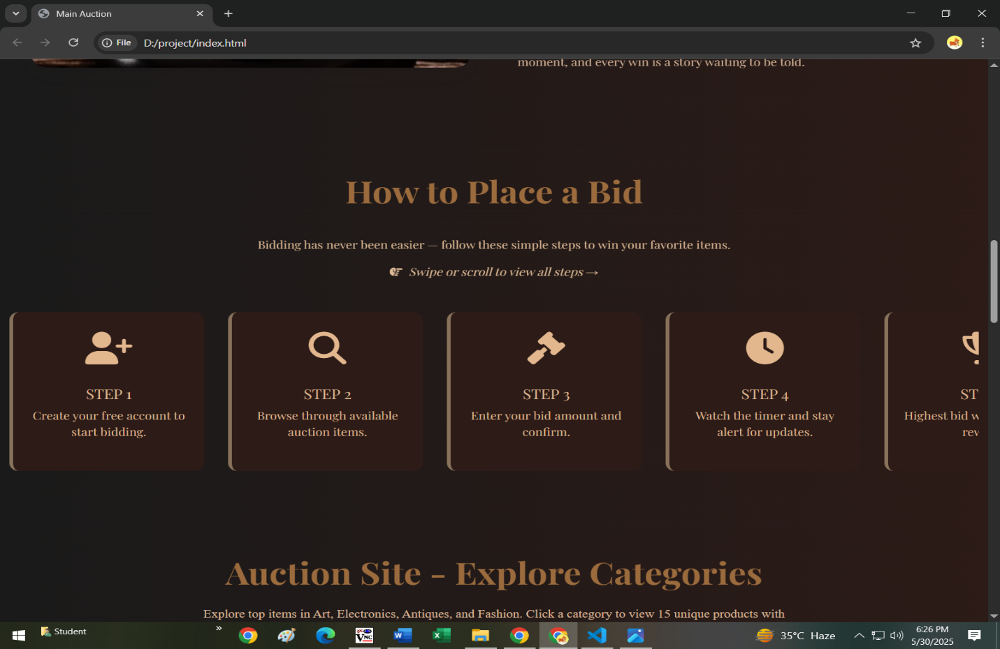 Main Auction
File
D:/project/index.html
moment, and every win is a story waiting to be told.
How to Place a Bid
Bidding has never been easier — follow these simple steps to win your favorite items.
Swipe or scroll to view all steps →
STEP 1
Create your free account to
start bidding.
STEP 2
Browse through available
auction items.
STEP 3
Enter your bid amount and
confirm.
STEP 4
Watch the timer and stay
alert for updates.
ST
Highest bid w
rev
Auction Site - Explore Categories
Explore top items in Art, Electronics, Antiques, and Fashion. Click a category to view 15 unique products with
Student
35°C Haze
6:26 PM
5/30/2025